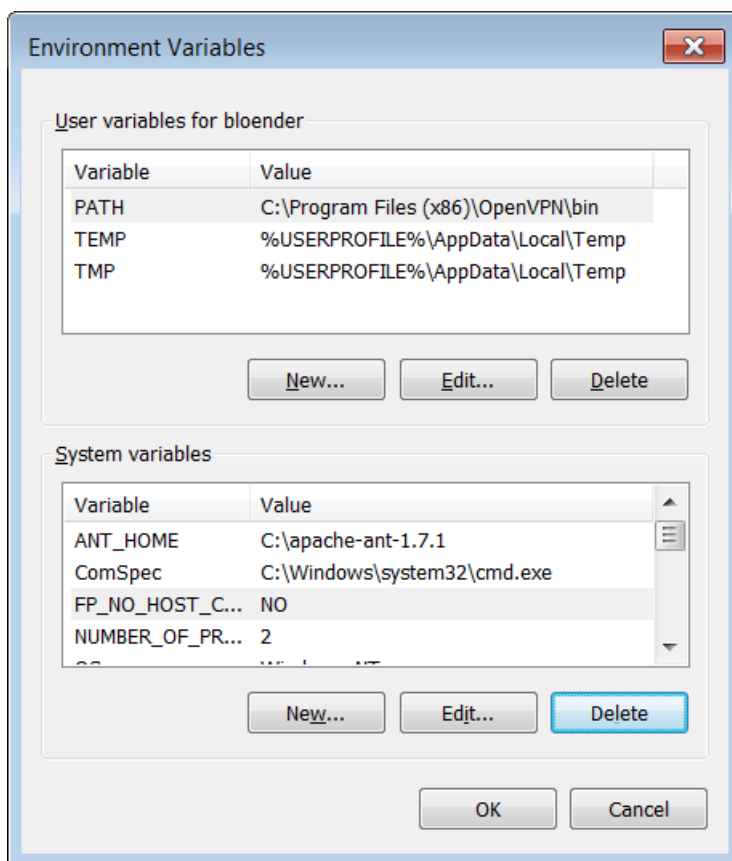 Environment Variables
User variables for bloender
Variable Value
PATH C:\Program Files (x86)\OpenVPN\bin
TEMP %USERPROFILE%\AppData\Local\Temp
TMP %USERPROFILE%\AppData\Local\Temp
New... Edit... Delete
System variables
Variable Value
ANT_HOME C:\apache-ant-1.7.1
ComSpec C:\Windows\system32\cmd.exe
FP_NO_HOST_C... NO
NUMBER_OF_PR... 2
New... Edit... Delete
OK Cancel